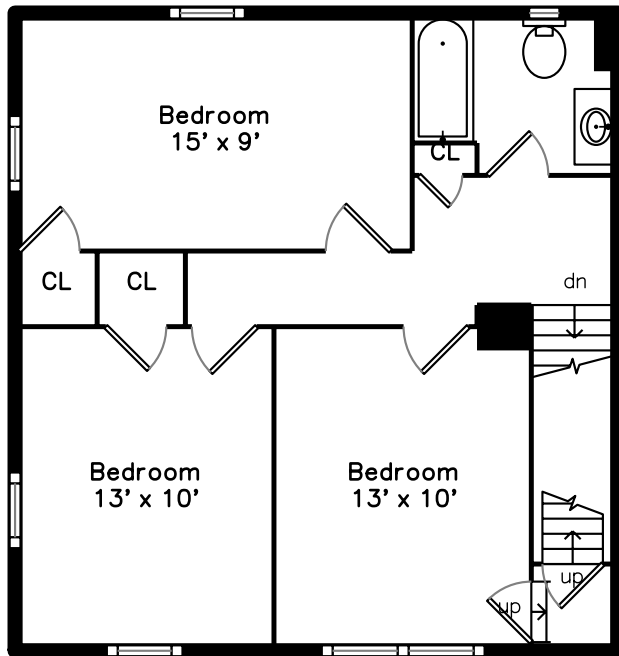 Bedroom
15' x 9'
CL
CL
CL
dn
Bedroom
13' x 10'
Bedroom
13' x 10'
up
up